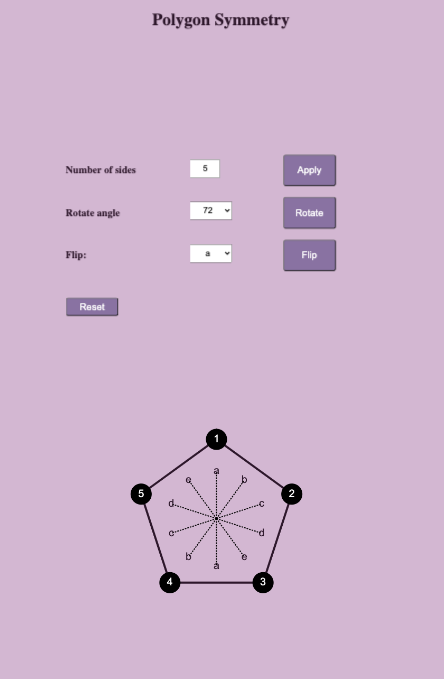 Polygon Symmetry
Number of sides 5 Apply
Rotate angle 72 Rotate
Flip: a Flip
Reset
1
a
e b
5 d c 2
c d
b e
a
4 3